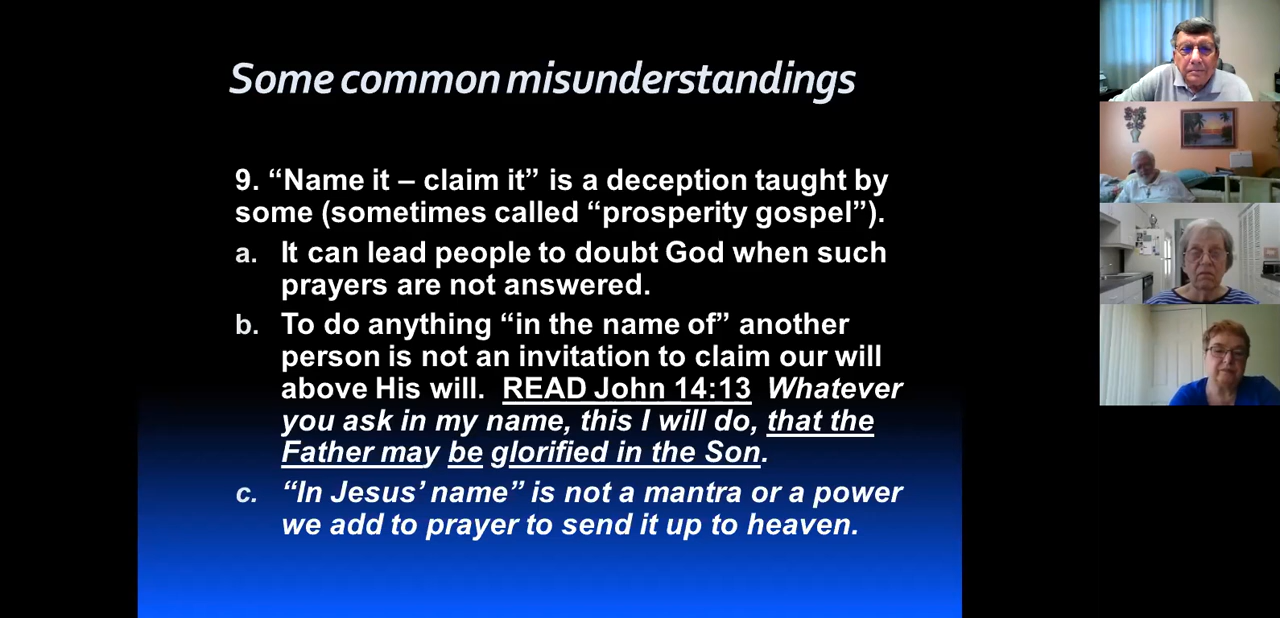 Some common misunderstandings
9. “Name it – claim it” is a deception taught by
some (sometimes called “prosperity gospel”).
a. It can lead people to doubt God when such
prayers are not answered.
b. To do anything “in the name of” another
person is not an invitation to claim our will
above His will. READ John 14:13 Whatever
you ask in my name, this I will do, that the
Father may be glorified in the Son.
c. “In Jesus’ name” is not a mantra or a power
we add to prayer to send it up to heaven.